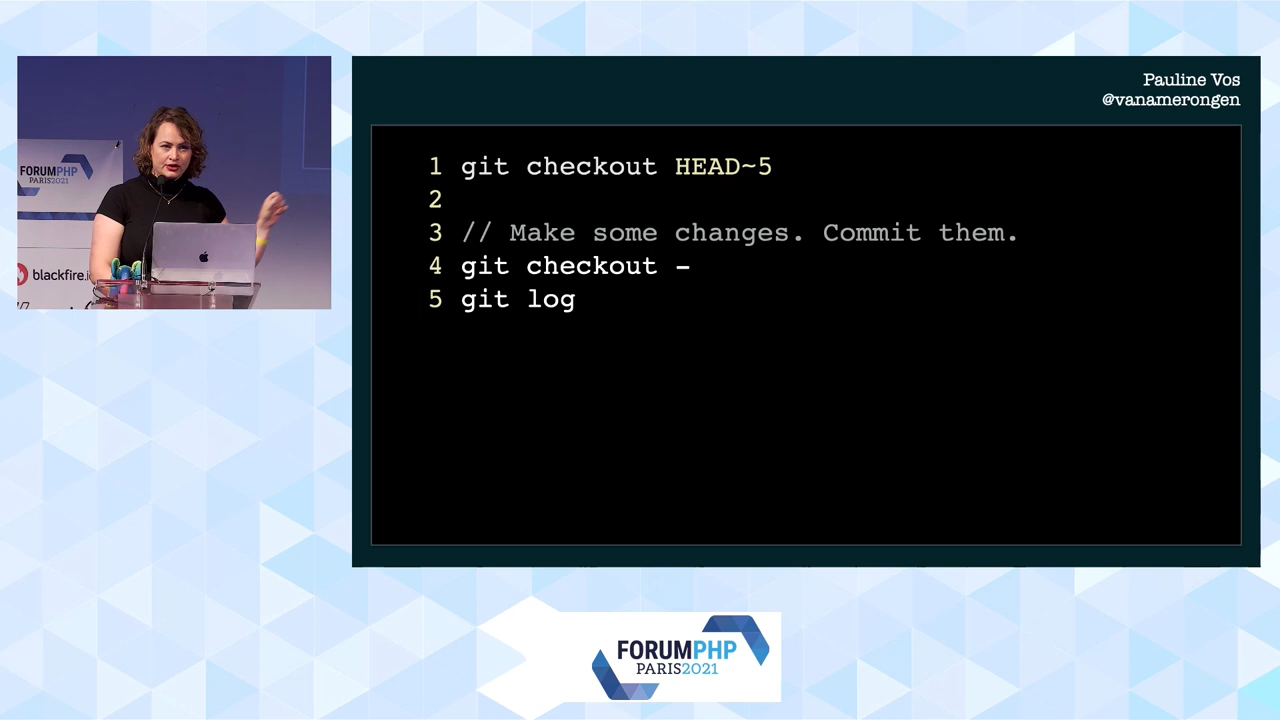 Pauline Vos
@vanamerongen
1 git checkout HEAD~5
2
3 // Make some changes. Commit them.
4 git checkout -
5 git log
FORUMPHP
PARIS2021
blackfire.i
FORUMPHP
PARIS2021